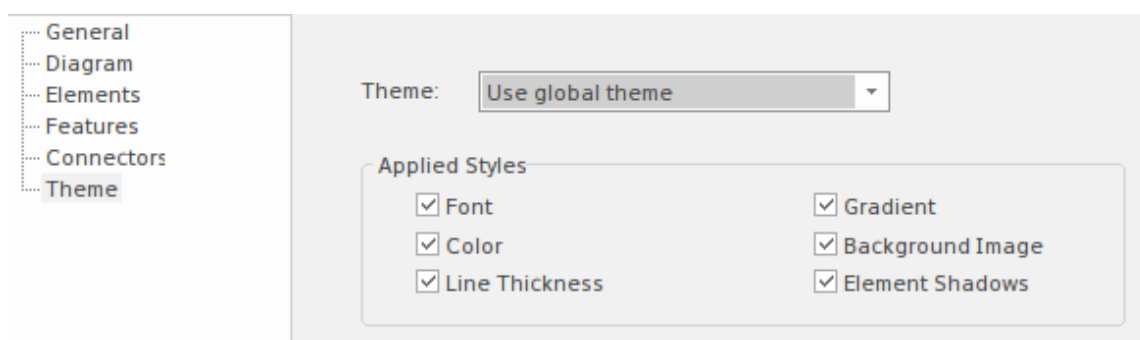 General
Diagram
Elements
Features
Connectors
Theme
Theme: Use global theme
Applied Styles
Font Gradient
Color Background Image
Line Thickness Element Shadows